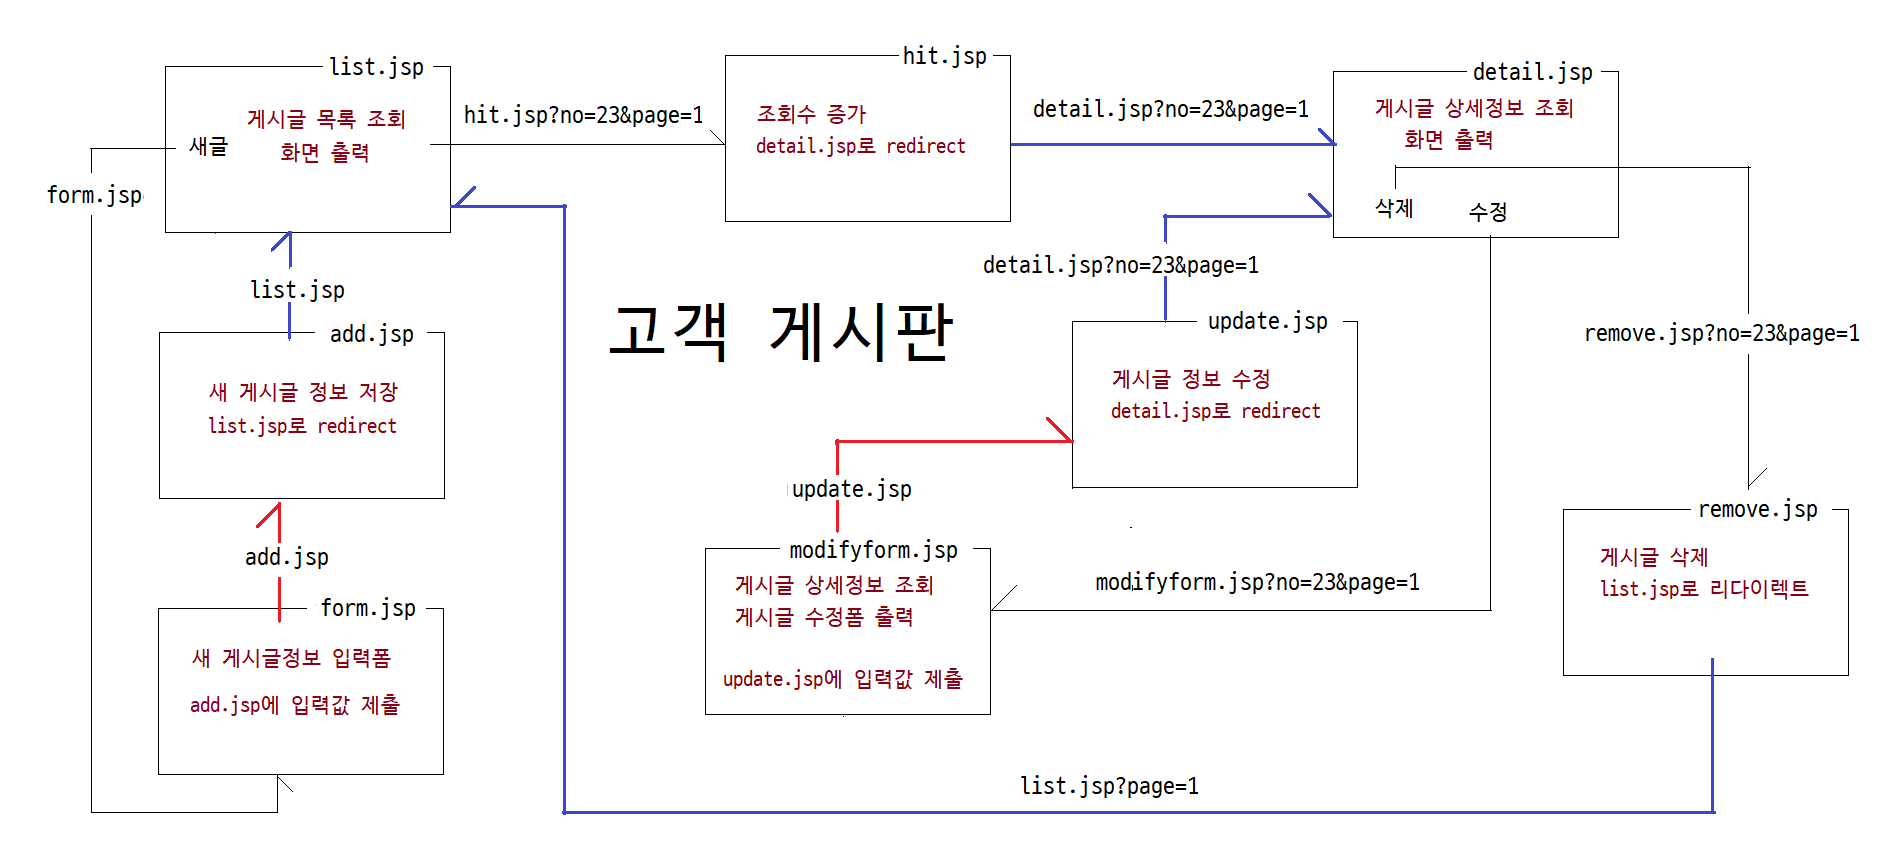 list.jsp
게시글 목록 조회
화면 출력
새글
hit.jsp?no=23&page=1
hit.jsp
조회수 증가
detail.jsp로 redirect
detail.jsp?no=23&page=1
detail.jsp
게시글 상세정보 조회
화면 출력
삭제
수정
form.jsp
list.jsp
add.jsp
새 게시글 정보 저장
list.jsp로 redirect
add.jsp
form.jsp
새 게시글정보 입력폼
add.jsp에 입력값 제출
고객 게시판
detail.jsp?no=23&page=1
update.jsp
게시글 정보 수정
detail.jsp로 redirect
update.jsp
modifyform.jsp
게시글 상세정보 조회
게시글 수정폼 출력
update.jsp에 입력값 제출
modifyform.jsp?no=23&page=1
remove.jsp?no=23&page=1
remove.jsp
게시글 삭제
list.jsp로 리다이렉트
list.jsp?page=1